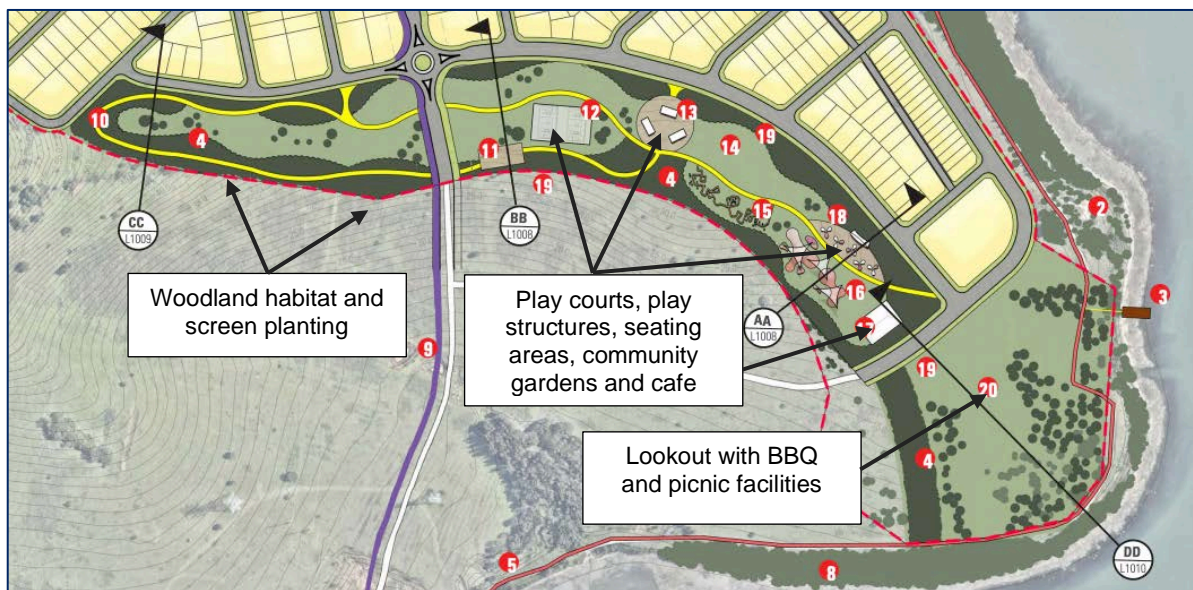 12
13
10
4
11
14
19
4
19
2
15
18
CC
L1009
BB
L1008
16
3
Woodland habitat and
screen planting
Play courts, play
structures, seating
areas, community
gardens and cafe
AA
L1008
17
9
19
20
Lookout with BBQ
and picnic facilities
4
5
8
DD
L1010